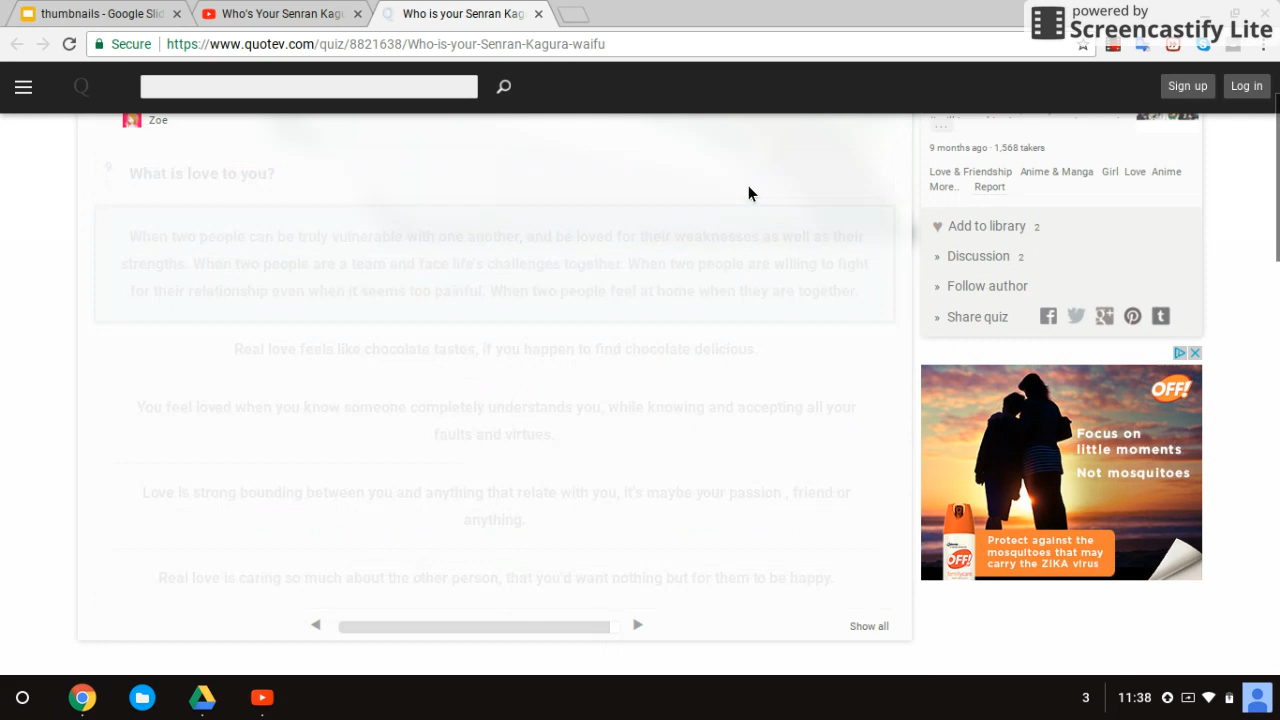 thumbnails - Google Slid
Who's Your Senran Kagu
Who is your Senran Kag
powered by
Screencastify Lite
Secure
https://www.quotev.com/quiz/8821638/Who-is-your-Senran-Kagura-waifu
Q
Sign up
Log in
Zoe
...
9 months ago · 1,568 takers
Love & Friendship Anime & Manga Girl Love Anime
More.. Report
9
What is love to you?
When two people can be truly vulnerable with one another, and be loved for their weaknesses as well as their
strengths. When two people are a team and face life's challenges together. When two people are willing to fight
for their relationship even when it seems too painful. When two people feel at home when they are together.
Real love feels like chocolate tastes, if you happen to find chocolate delicious.
You feel loved when you know someone completely understands you, while knowing and accepting all your
faults and virtues.
Love is strong bounding between you and anything that relate with you, it's maybe your passion , friend or
anything.
Real love is caring so much about the other person, that you'd want nothing but for them to be happy.
Show all
Add to library 2
» Discussion 2
» Follow author
» Share quiz
OFF!
Focus on
little moments
Not mosquitoes
OFF!
Protect against the
mosquitoes that may
carry the ZIKA virus
3
11:38